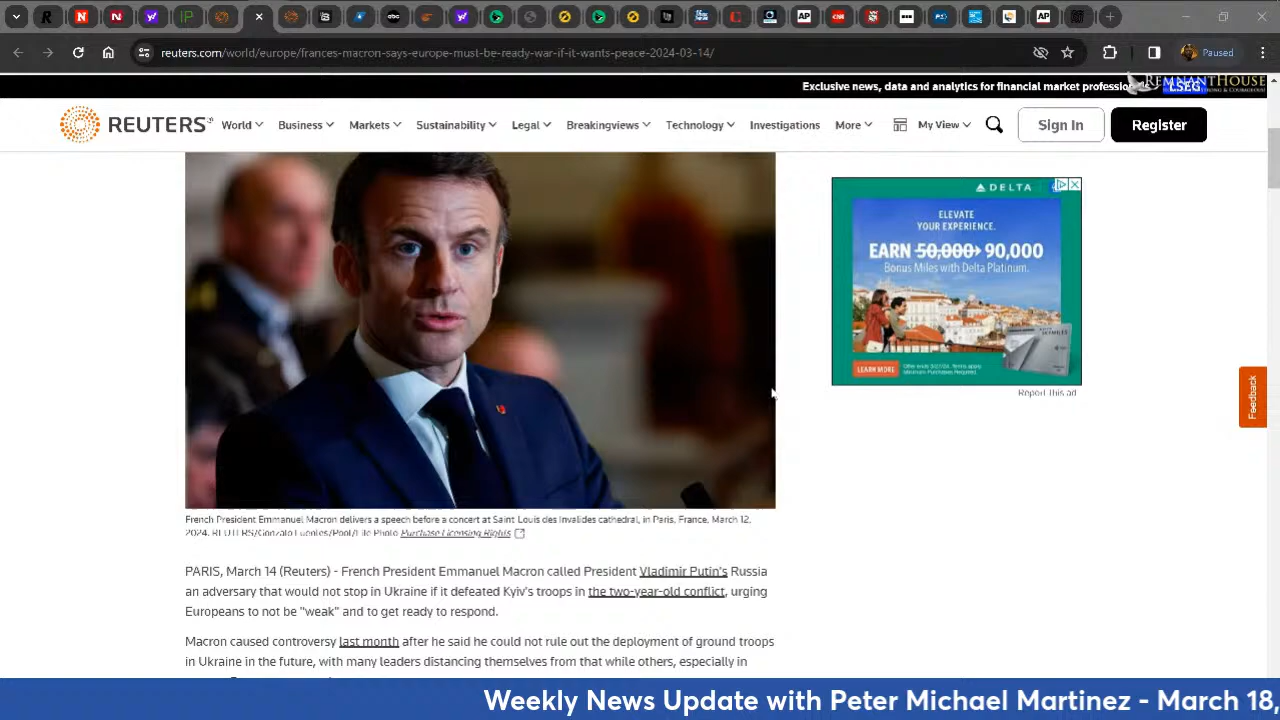 reuters.com/world/europe/frances-macron-says-europe-must-be-ready-war-if-it-wants-peace-2024-03-14/
Paused
Exclusive news, data and analytics for financial market professionals
REMNANTHOUSE
LSEG
REUTERS
World Business Markets Sustainability Legal Breakingviews Technology Investigations More My View Sign In Register
DELTA
ELEVATE
YOUR EXPERIENCE.
EARN 50,000 90,000
Bonus Miles with Delta Platinum.
LEARN MORE
Offer ends 3/27/24. Terms apply.
Report this ad
Feedback
French President Emmanuel Macron delivers a speech before a concert at Saint Louis des Invalides cathedral, in Paris, France, March 12,
2024. REUTERS/Gonzalo Fuentes/Pool/File Photo Purchase Licensing Rights
PARIS, March 14 (Reuters) - French President Emmanuel Macron called President Vladimir Putin's Russia
an adversary that would not stop in Ukraine if it defeated Kyiv's troops in the two-year-old conflict, urging
Europeans to not be "weak" and to get ready to respond.
Macron caused controversy last month after he said he could not rule out the deployment of ground troops
in Ukraine in the future, with many leaders distancing themselves from that while others, especially in
Weekly News Update with Peter Michael Martinez - March 18,